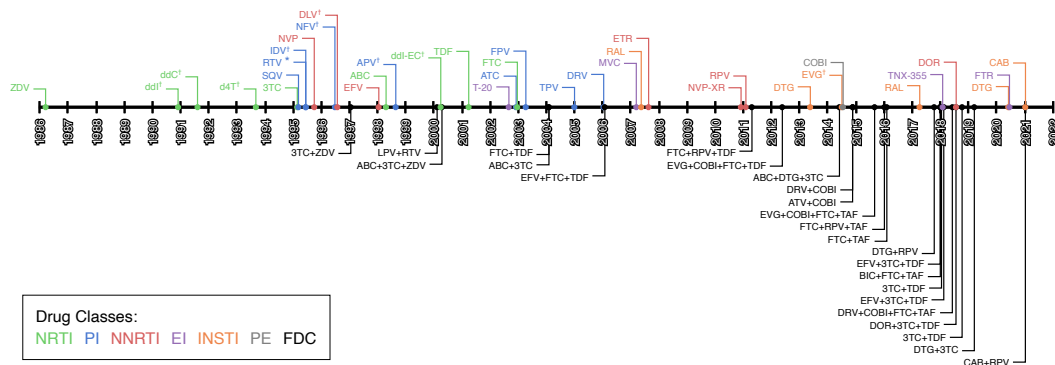 DLV†
NFV†
NVP
DDI-EC† TDF
IDV†
RTV *
ddC†
SQV
ZDV
ddI†
d4T†
3TC
APV†
ABC
EFV
ddI-EC†
TDF
FPV
FTC
ATC
T-20
TPV
DRV
ETR
RAL
MVC
RPV
NVP-XR
DTG
COBI
EVG†
DOR
TNX-355
RAL
CAB
FTR
DTG
1986 1987 1988 1989 1990 1991 1992 1993 1994 1995 1996 1997 1998 1999 2000 2001 2002 2003 2004 2005 2006 2007 2008 2009 2010 2011 2012 2013 2014 2015 2016 2017 2018 2019 2020 2021 2022
3TC+ZDV
LPV+RTV
ABC+3TC+ZDV
FTC+TDF
ABC+3TC
EFV+FTC+TDF
FTC+RPV+TDF
EVG+COBI+FTC+TDF
ABC+DTG+3TC
DRV+COBI
ATV+COBI
EVG+COBI+FTC+TAF
FTC+RPV+TAF
FTC+TAF
DTG+RPV
EFV+3TC+TDF
BIC+FTC+TAF
3TC+TDF
EFV+3TC+TDF
DRV+COBI+FTC+TAF
DOR+3TC+TDF
3TC+TDF
DTG+3TC
CAB+RPV
Drug Classes:
NRTI PI NNRTI EI INSTI PE FDC